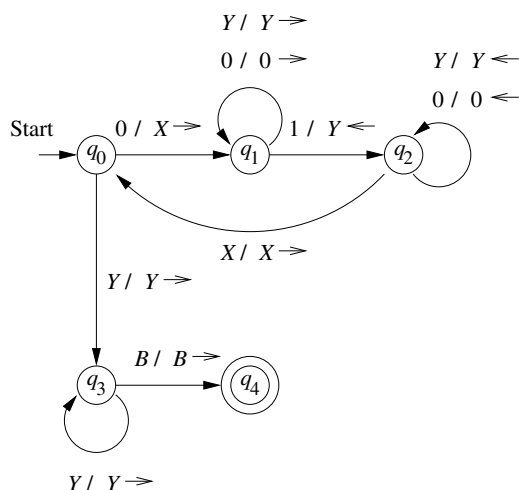 Y / Y →
0 / 0 →
Y / Y ←
0 / 0 ←
Start
0 / X →
1 / Y ←
q0
q1
q2
X / X →
Y / Y →
B / B →
q3
q4
Y / Y →